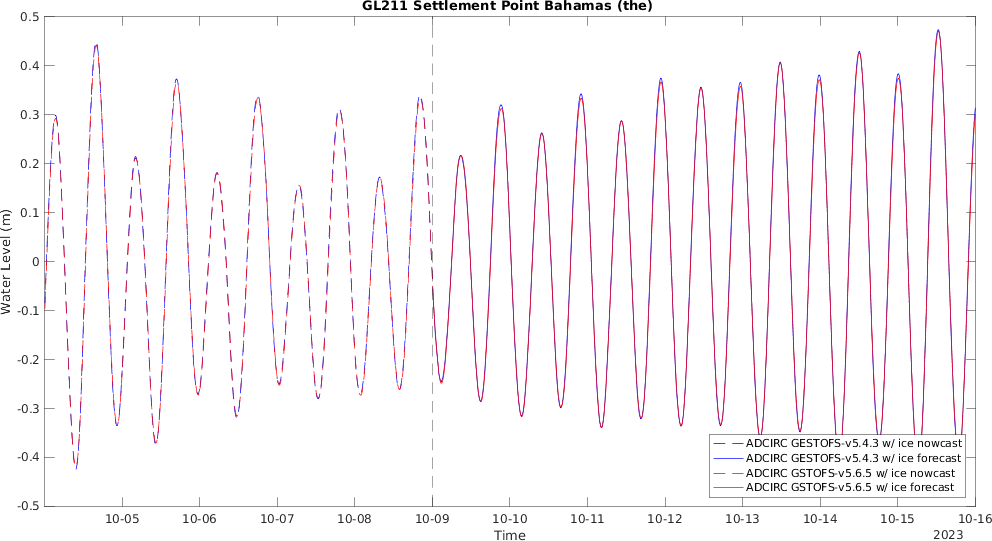 GL211 Settlement Point Bahamas (the)
0.5
0.4
0.3
0.2
0.1
0
-0.1
-0.2
-0.3
-0.4
-0.5
Water Level (m)
ADCIRC GESTOFS-v5.4.3 w/ ice nowcast
ADCIRC GESTOFS-v5.4.3 w/ ice forecast
ADCIRC GSTOFS-v5.6.5 w/ ice nowcast
ADCIRC GSTOFS-v5.6.5 w/ ice forecast
10-05 10-06 10-07 10-08 10-09 10-10 10-11 10-12 10-13 10-14 10-15 10-16
Time
2023